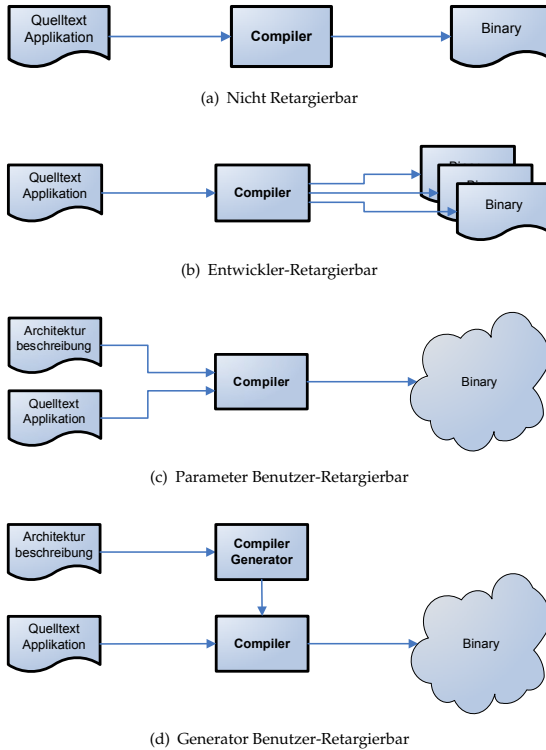 Quelltext
Applikation
Compiler
Binary
(a) Nicht Retargierbar
Quelltext
Applikation
Compiler
Binary
(b) Entwickler-Retargierbar
Architektur
beschreibung
Quelltext
Applikation
Compiler
Binary
(c) Parameter Benutzer-Retargierbar
Architektur
beschreibung
Compiler
Generator
Quelltext
Applikation
Compiler
Binary
(d) Generator Benutzer-Retargierbar